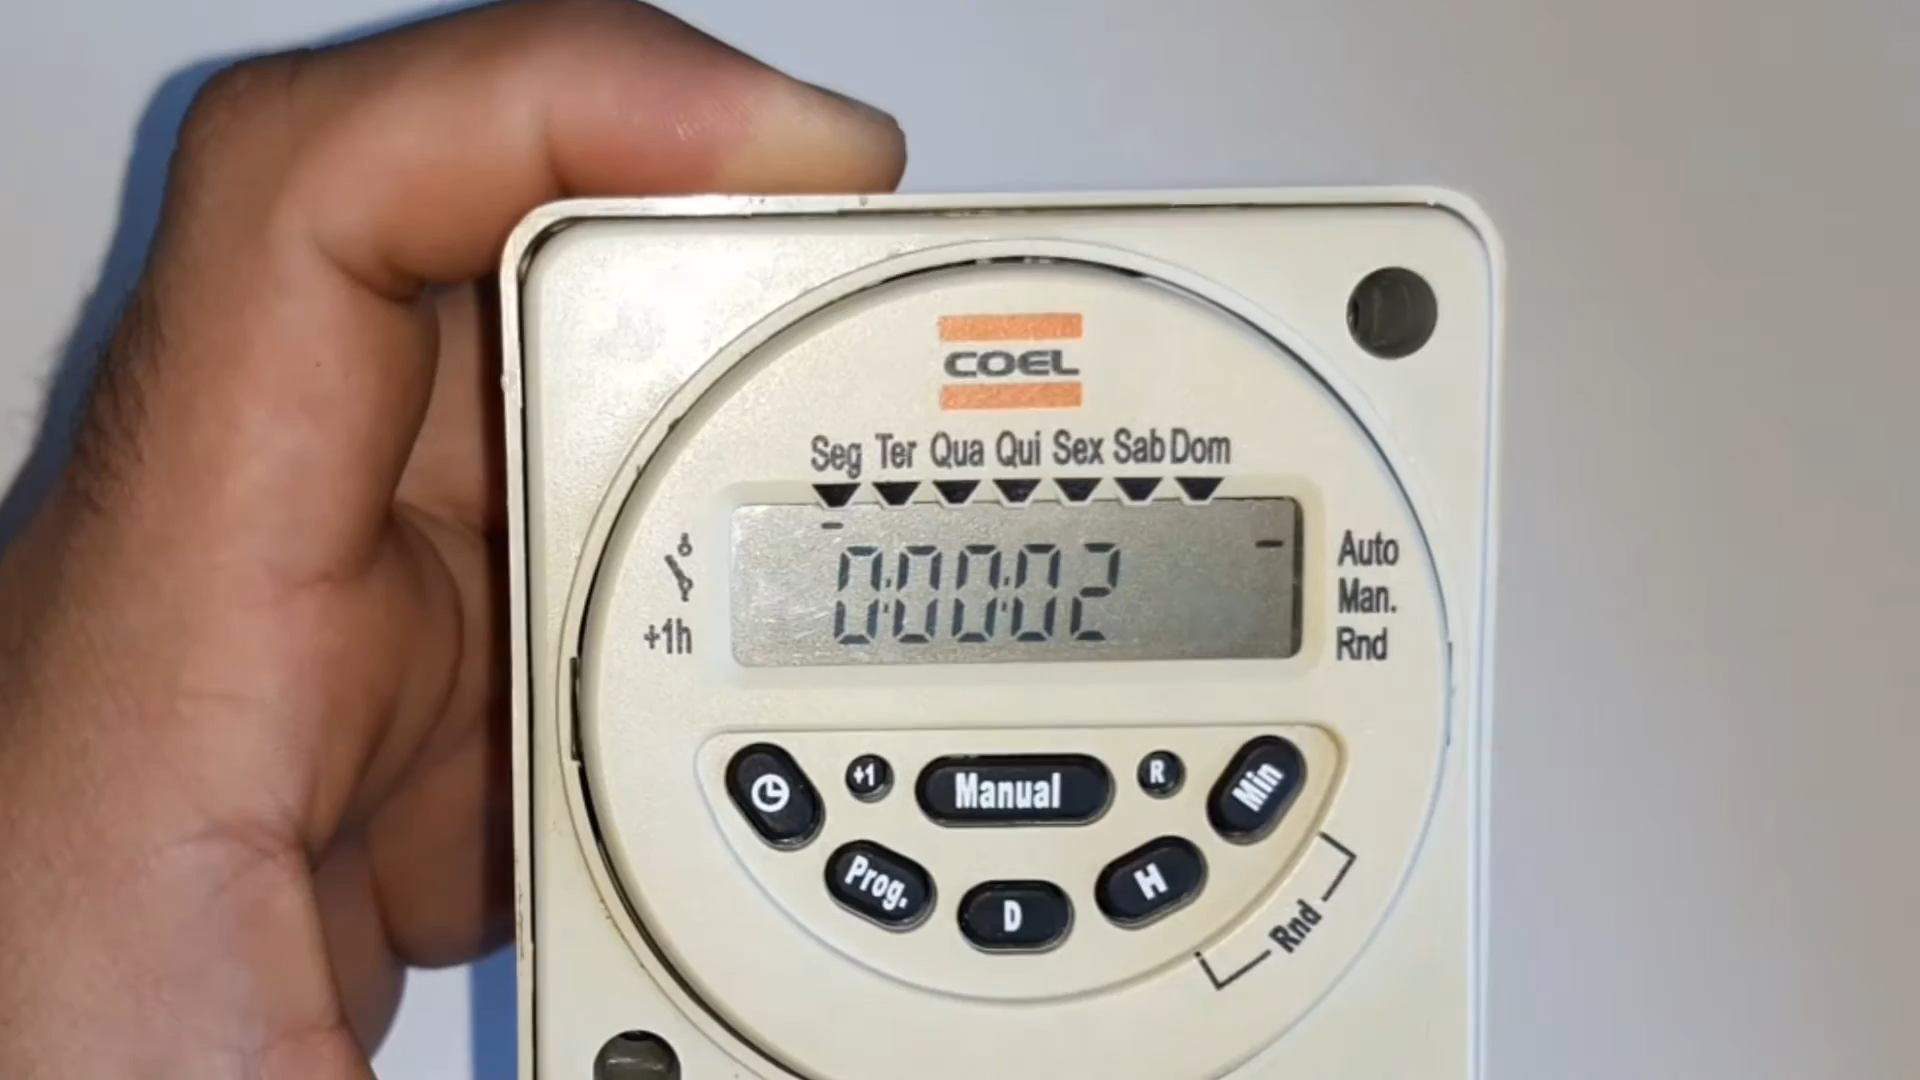 COEL
Seg Ter Qua Qui Sex Sab Dom
0:00:02
Auto
Man.
Rnd
+1h
+1
Manual
R
Min
Prog.
D
H
Rnd